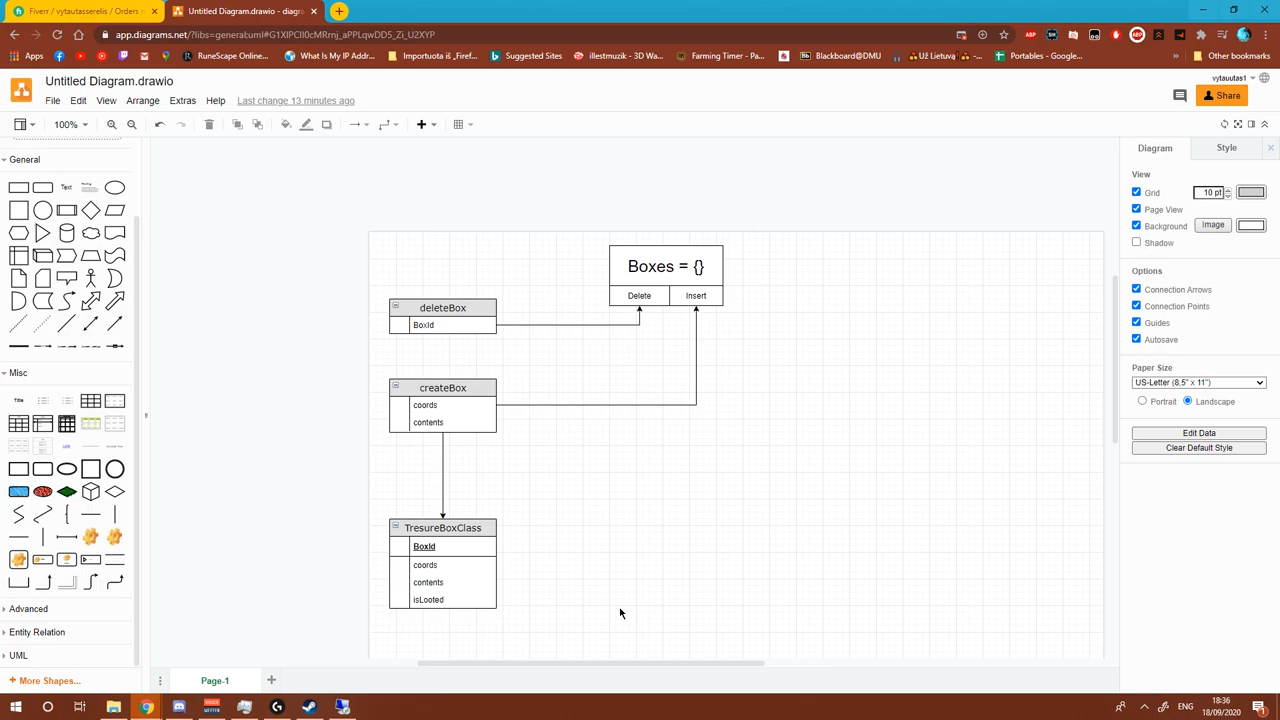 Fiverr / vytautasserelis / Orders
Untitled Diagram.drawio - diagra
app.diagrams.net/?libs=general;uml#G1XIPCII0cMRrnj_aPPLqwDD5_Zi_U2XYP
Apps
RuneScape Online
What Is My IP Addr...
Importuota iš „Firef...
Suggested Sites
illestmuzik - 3D Wa...
Farming Timer - Pa...
Blackboard@DMU
Už Lietuvą
Portables - Google...
Other bookmarks
Untitled Diagram.drawio
vytauutas1
File
Edit
View
Arrange
Extras
Help
Last change 13 minutes ago
Share
100%
General
Text
Misc
Title
Advanced
Entity Relation
UML
More Shapes...
Boxes = {}
Delete
Insert
deleteBox
BoxId
createBox
coords
contents
TresureBoxClass
BoxId
coords
contents
isLooted
Diagram
Style
View
Grid
10 pt
Page View
Background
Image
Shadow
Options
Connection Arrows
Connection Points
Guides
Autosave
Paper Size
US-Letter (8,5" x 11")
Portrait
Landscape
Edit Data
Clear Default Style
Page-1
ENG
18:36
18/09/2020